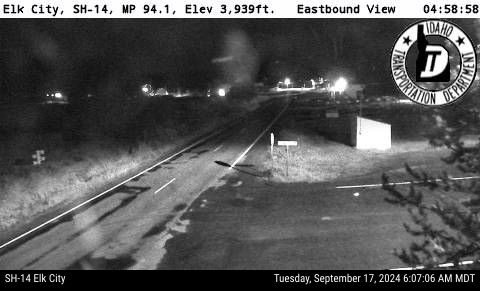 Elk City, SH-14, MP 94.1, Elev 3,939ft. Eastbound View 04:58:58
IDAHO
TRANSPORTATION DEPARTMENT
SH-14 Elk City Tuesday, September 17, 2024 6:07:06 AM MDT